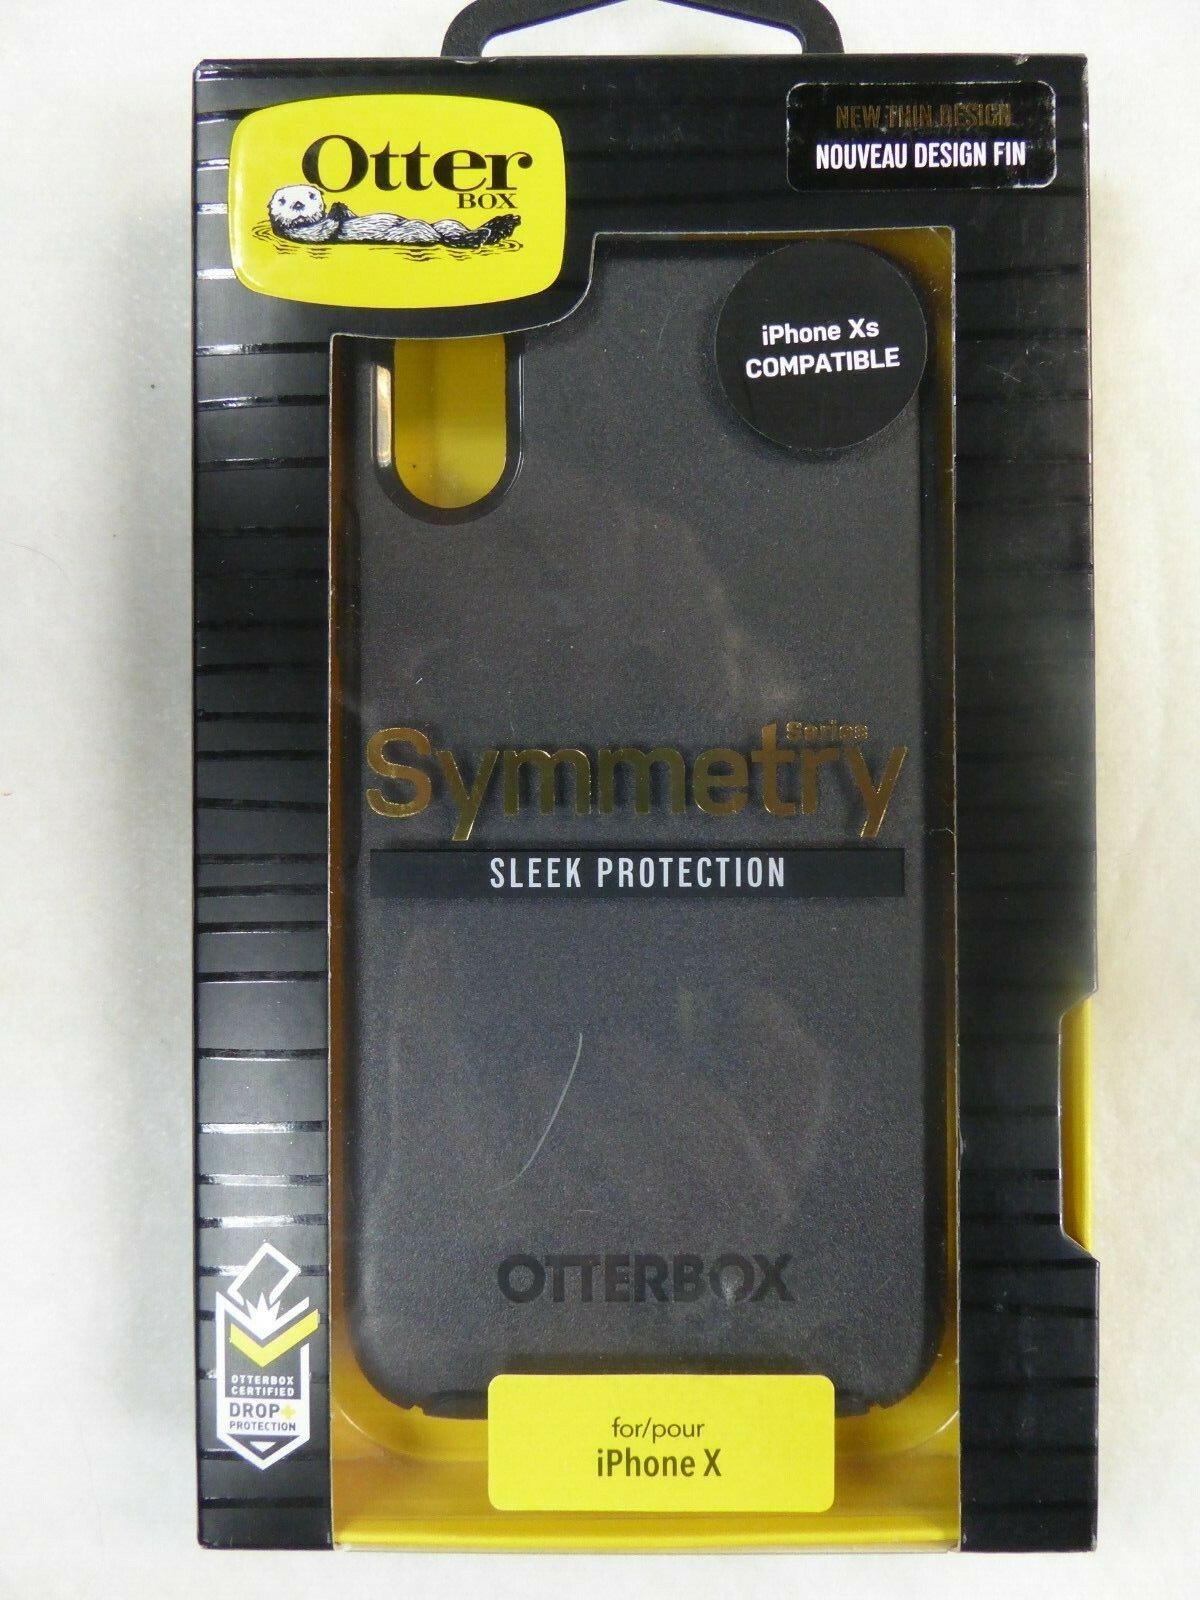 Otter
BOX
NEW THIN DESIGN
NOUVEAU DESIGN FIN
iPhone Xs
COMPATIBLE
Series
Symmetry
SLEEK PROTECTION
OTTERBOX
OTTERBOX
CERTIFIED
DROP+
PROTECTION
for/pour
iPhone X